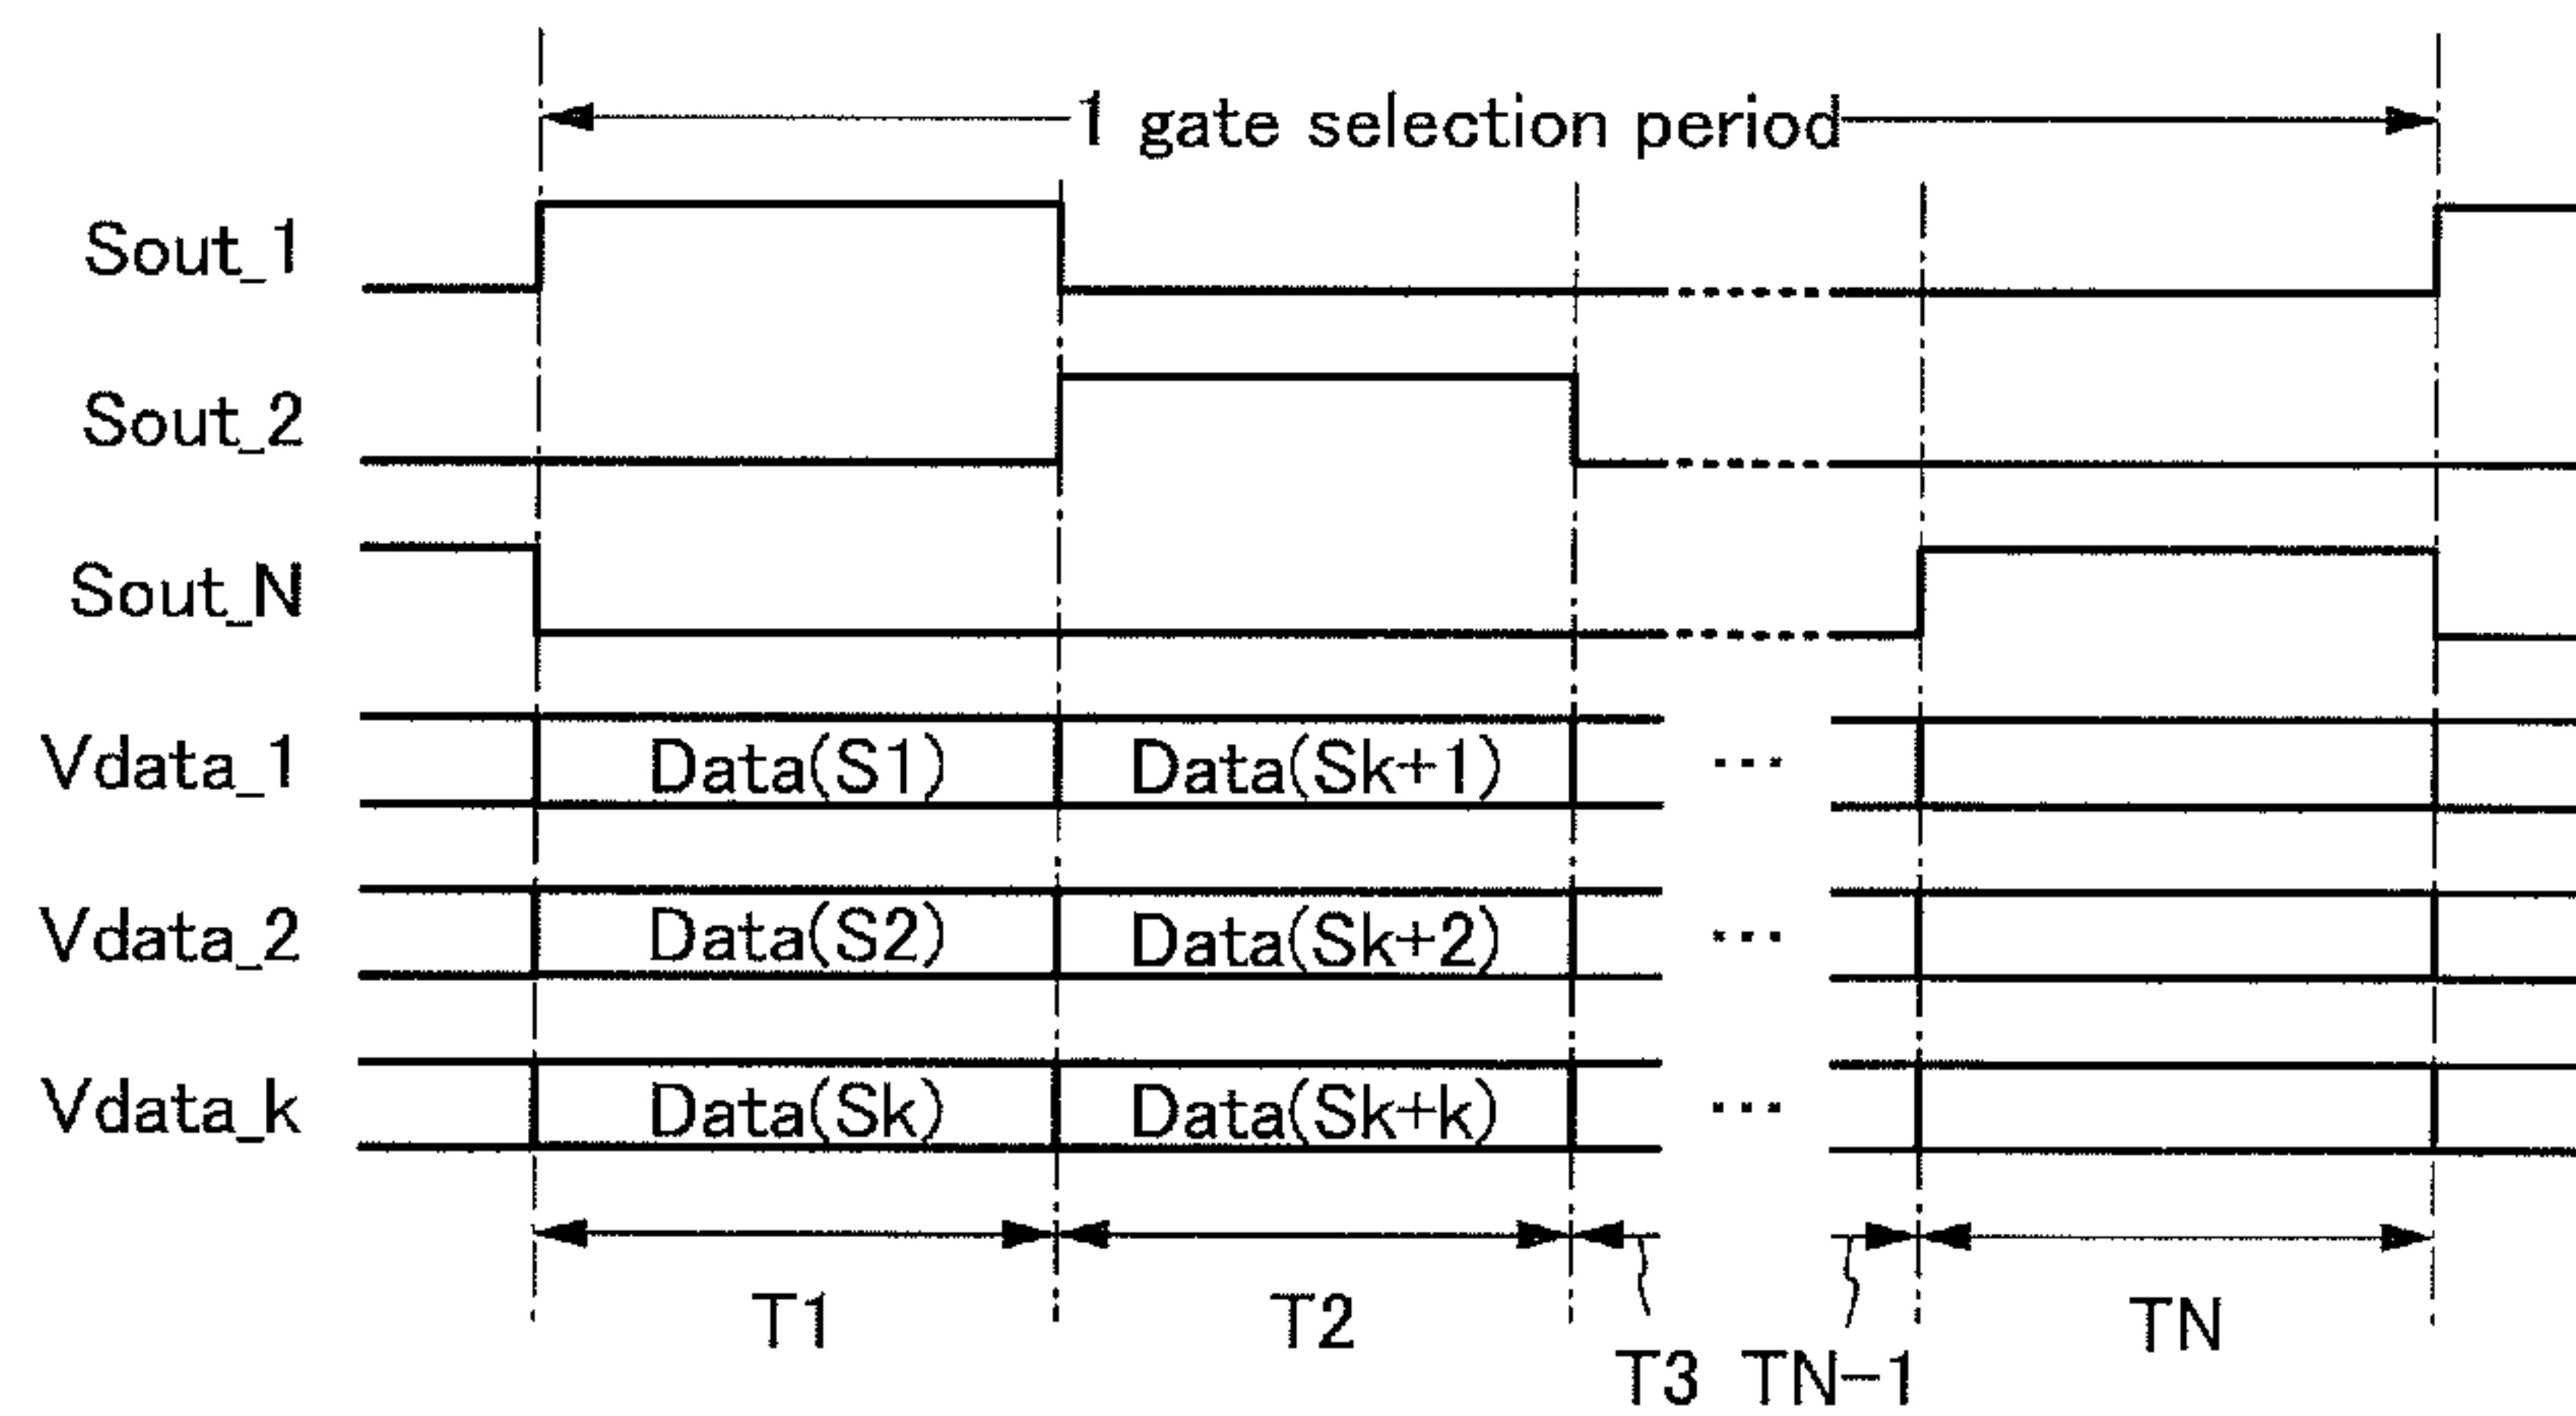 1 gate selection period
Sout_1
Sout_2
Sout_N
Vdata_1 Data(S1) Data(Sk+1) ...
Vdata_2 Data(S2) Data(Sk+2) ...
Vdata_k Data(Sk) Data(Sk+k) ...
T1 T2 TN
T3 TN-1